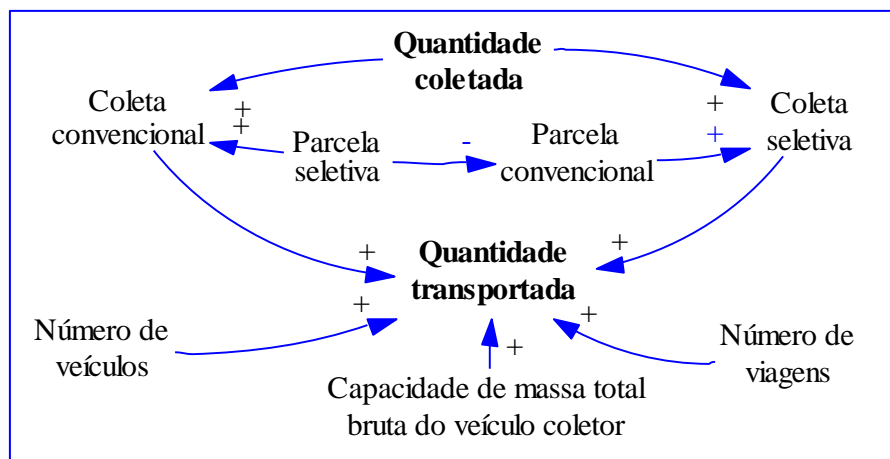 Quantidade
coletada
Coleta
convencional
+
+
Parcela
seletiva
-
Parcela
convencional
+
+
Coleta
seletiva
+
Quantidade
transportada
+
+
+
+
Número de
veículos
Capacidade de massa total
bruta do veículo coletor
Número de
viagens